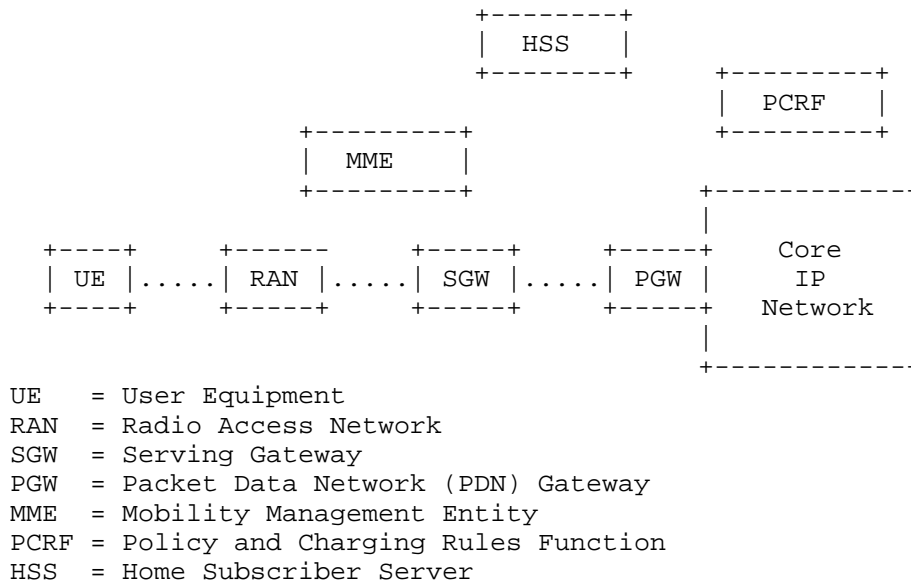 HSS
PCRF
MME
Core
UE ..... RAN ..... SGW ..... PGW IP
Network
UE = User Equipment
RAN = Radio Access Network
SGW = Serving Gateway
PGW = Packet Data Network (PDN) Gateway
MME = Mobility Management Entity
PCRF = Policy and Charging Rules Function
HSS = Home Subscriber Server